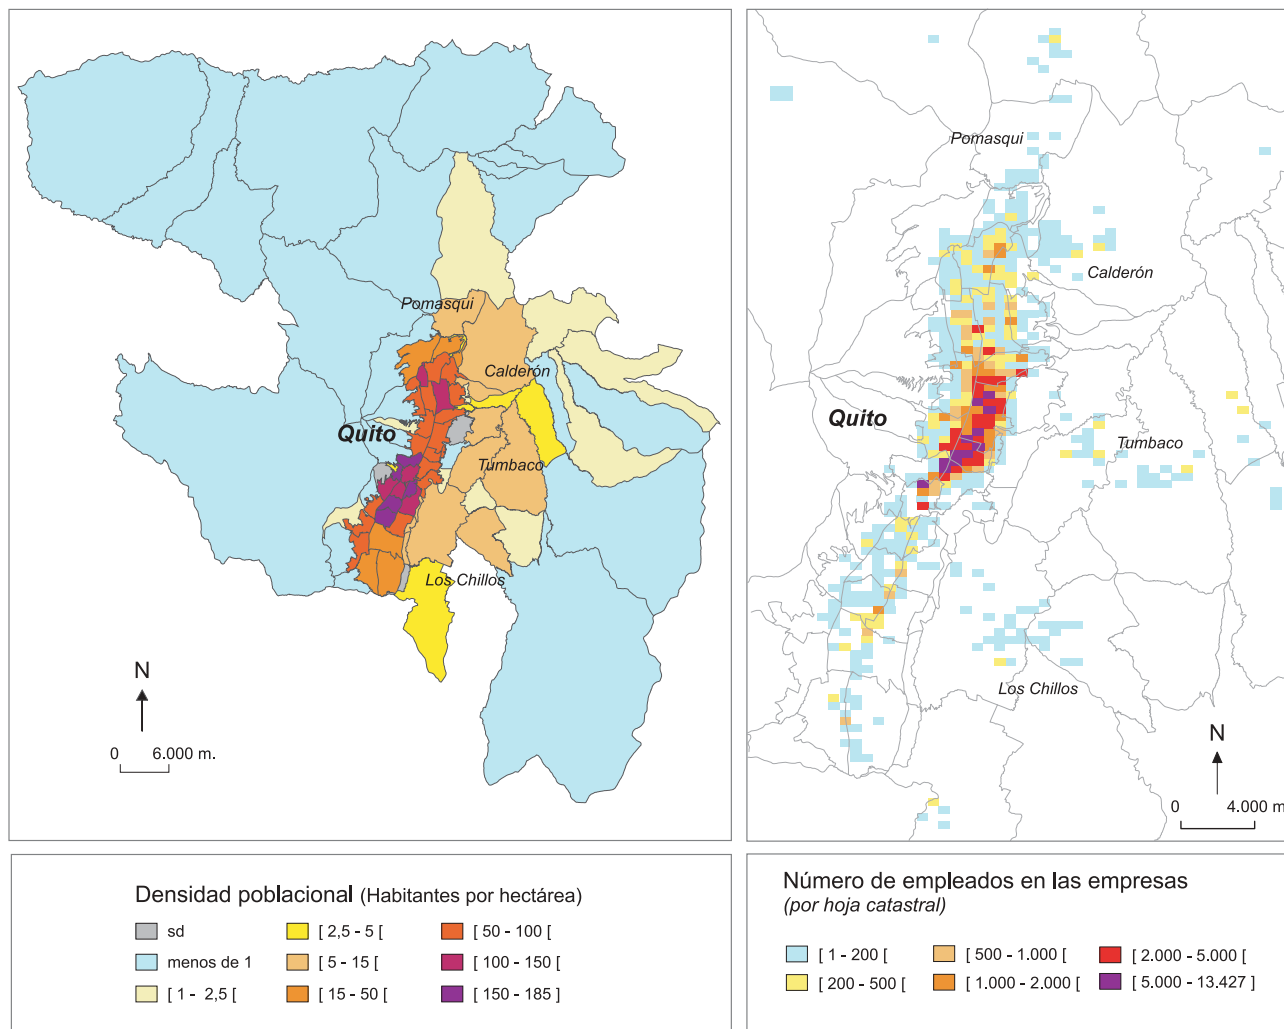 Pomasqui
Calderón
Quito
Tumbaco
Los Chillos
N
0 6.000 m.
Densidad poblacional (Habitantes por hectárea)
sd
menos de 1
[ 1 - 2,5 [
[ 2,5 - 5 [
[ 5 - 15 [
[ 15 - 50 [
[ 50 - 100 [
[ 100 - 150 [
[ 150 - 185 ]
Pomasqui
Calderón
Quito
Tumbaco
Los Chillos
N
0 4.000 m
Número de empleados en las empresas
(por hoja catastral)
[ 1 - 200 [
[ 200 - 500 [
[ 500 - 1.000 [
[ 1.000 - 2.000 [
[ 2.000 - 5.000 [
[ 5.000 - 13.427 ]